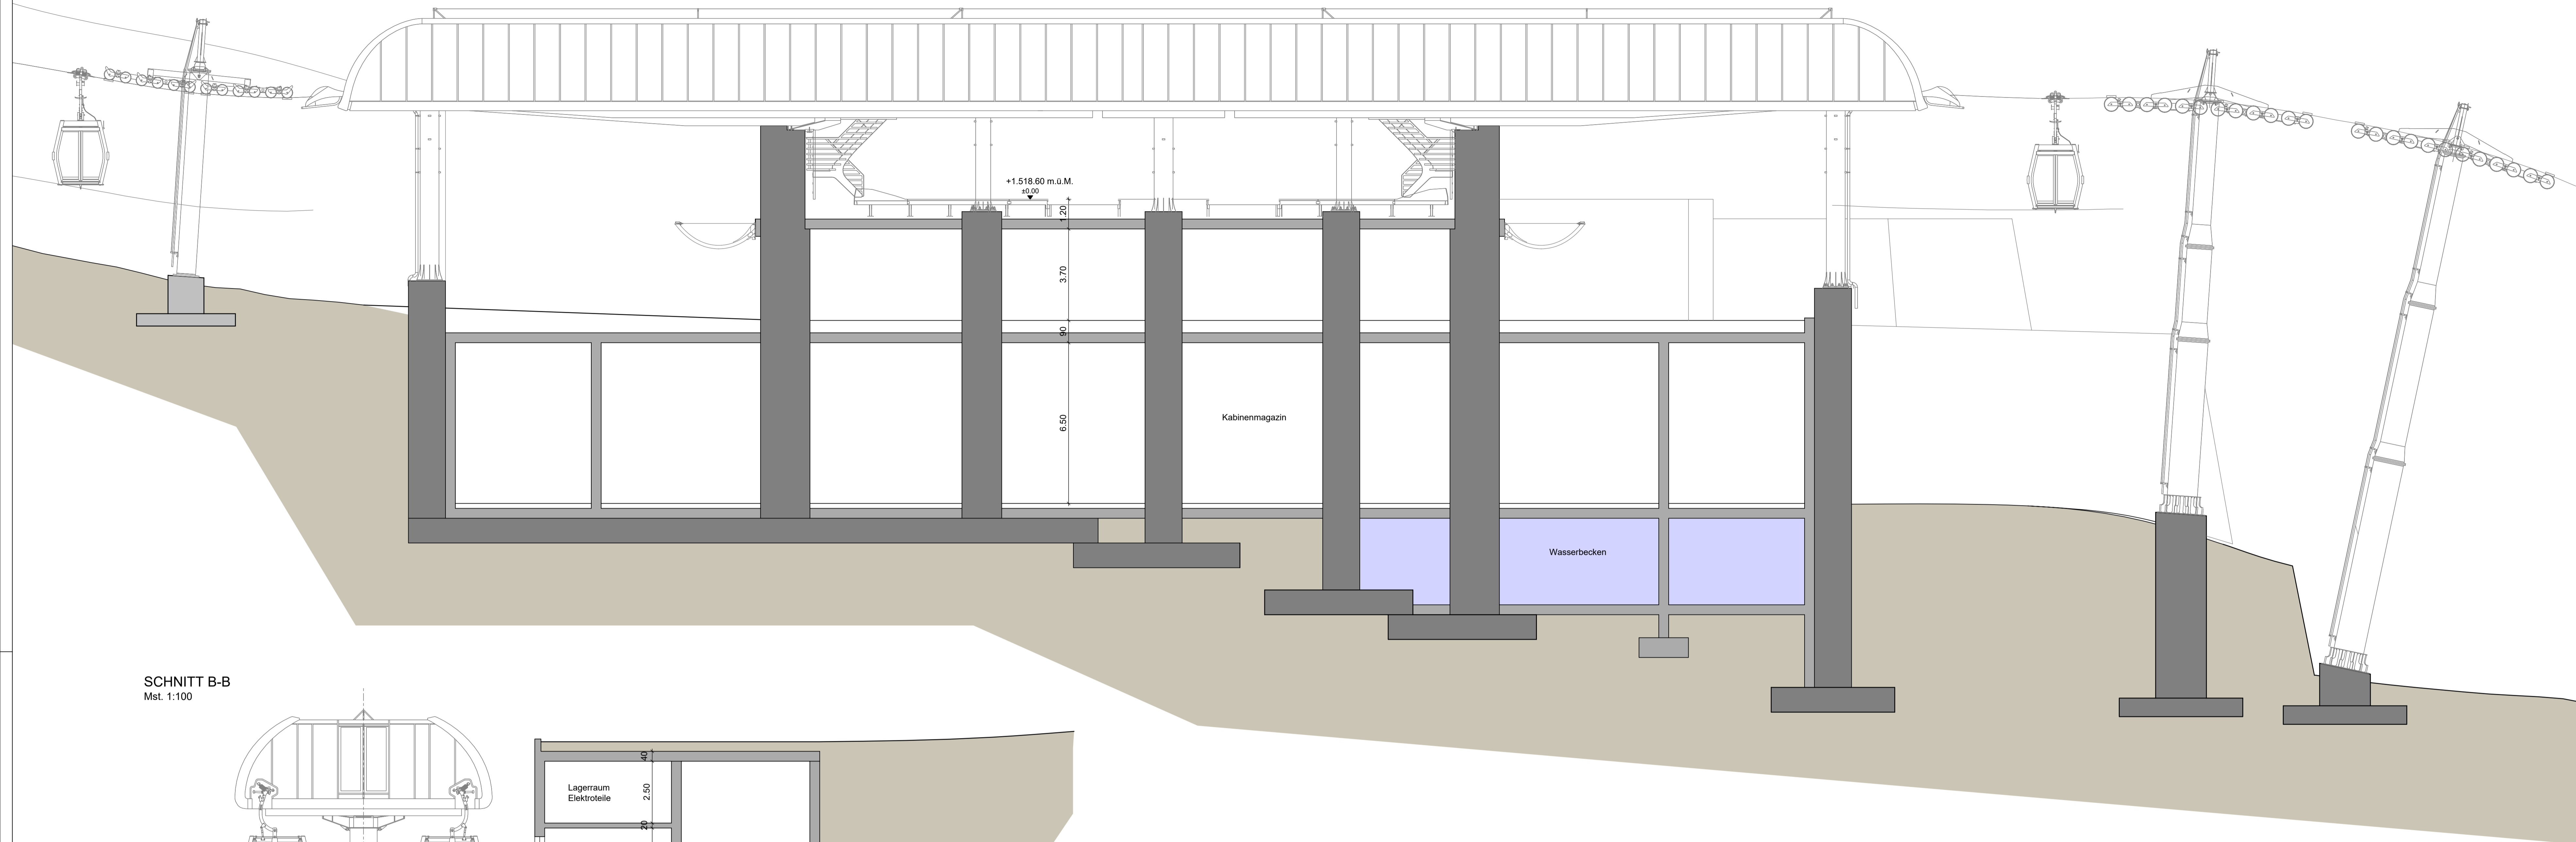 +1.518.60 m.ü.M.
±0.00
1.20
3.70
90
6.50
Kabinenmagazin
Wasserbecken
SCHNITT B-B
Mst. 1:100
40
Lagerraum
Elektroteile
2.50
20